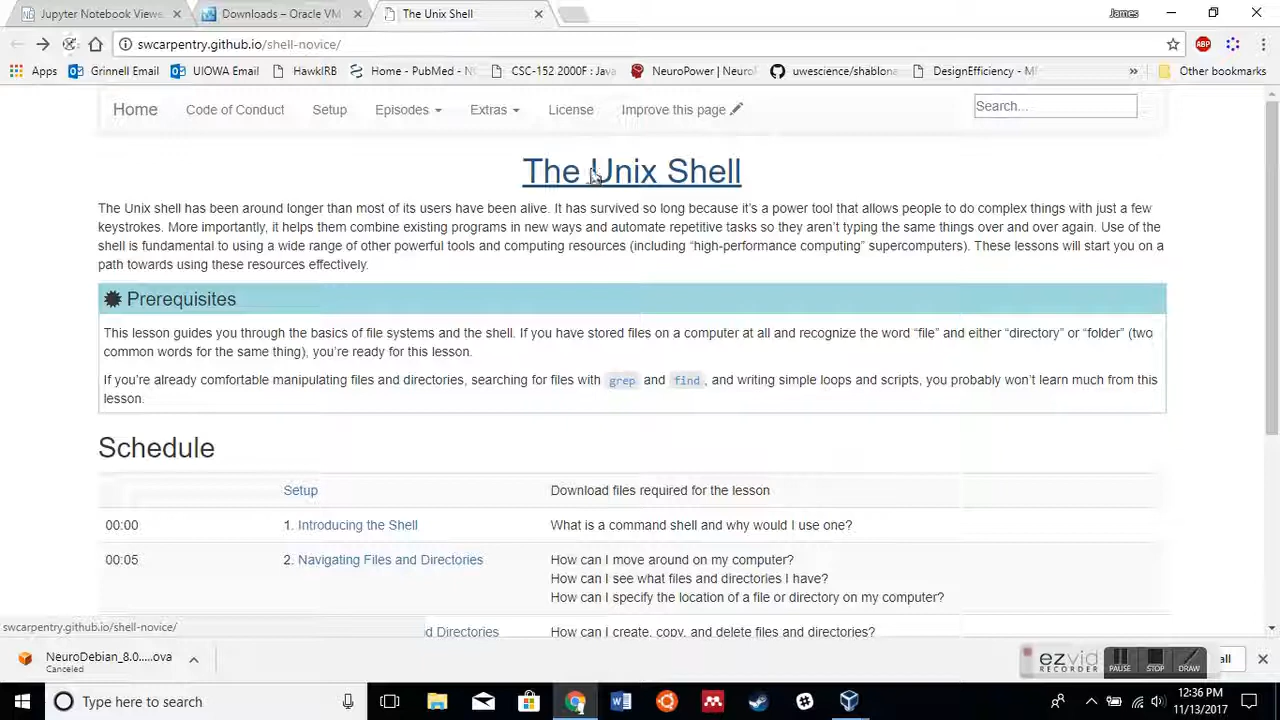 Jupyter Notebook Viewe
Downloads – Oracle VM
The Unix Shell
James
swcarpentry.github.io/shell-novice/
ABP
Apps
Grinnell Email
UIOWA Email
HawkIRB
Home - PubMed - N
CSC-152 2000F : Java
NeuroPower | Neuro
uwescience/shablona
DesignEfficiency - M
»
Other bookmarks
Home
Code of Conduct
Setup
Episodes
Extras
License
Improve this page
Search...
The Unix Shell
The Unix shell has been around longer than most of its users have been alive. It has survived so long because it's a power tool that allows people to do complex things with just a few
keystrokes. More importantly, it helps them combine existing programs in new ways and automate repetitive tasks so they aren't typing the same things over and over again. Use of the
shell is fundamental to using a wide range of other powerful tools and computing resources (including “high-performance computing” supercomputers). These lessons will start you on a
path towards using these resources effectively.
Prerequisites
This lesson guides you through the basics of file systems and the shell. If you have stored files on a computer at all and recognize the word “file” and either “directory” or “folder” (two
common words for the same thing), you're ready for this lesson.
If you're already comfortable manipulating files and directories, searching for files with grep and find, and writing simple loops and scripts, you probably won't learn much from this
lesson.
Schedule
Setup
Download files required for the lesson
00:00
1. Introducing the Shell
What is a command shell and why would I use one?
00:05
2. Navigating Files and Directories
How can I move around on my computer?
How can I see what files and directories I have?
How can I specify the location of a file or directory on my computer?
swcarpentry.github.io/shell-novice/
d Directories
How can I create, copy, and delete files and directories?
NeuroDebian_8.0.....ova
Canceled
ezvid
RECORDER
PAUSE
STOP
DRAW
all
Type here to search
12:36 PM
11/13/2017